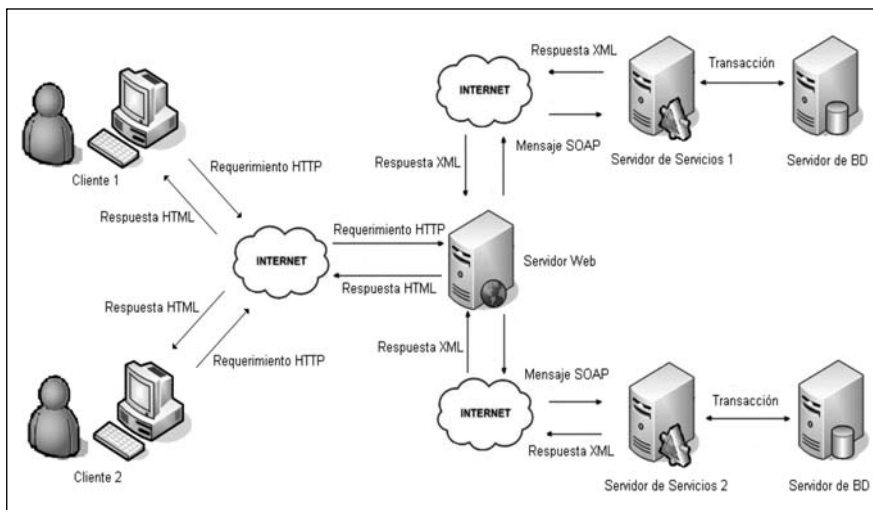 Respuesta XML
Transacción
INTERNET
Mensaje SOAP
Servidor de Servicios 1
Servidor de BD
Respuesta XML
Requerimiento HTTP
Cliente 1
Respuesta HTML
Requerimiento HTTP
INTERNET
Servidor Web
Respuesta HTML
Respuesta HTML
Requerimiento HTTP
Respuesta XML
Mensaje SOAP
Transacción
INTERNET
Respuesta XML
Cliente 2
Servidor de Servicios 2
Servidor de BD